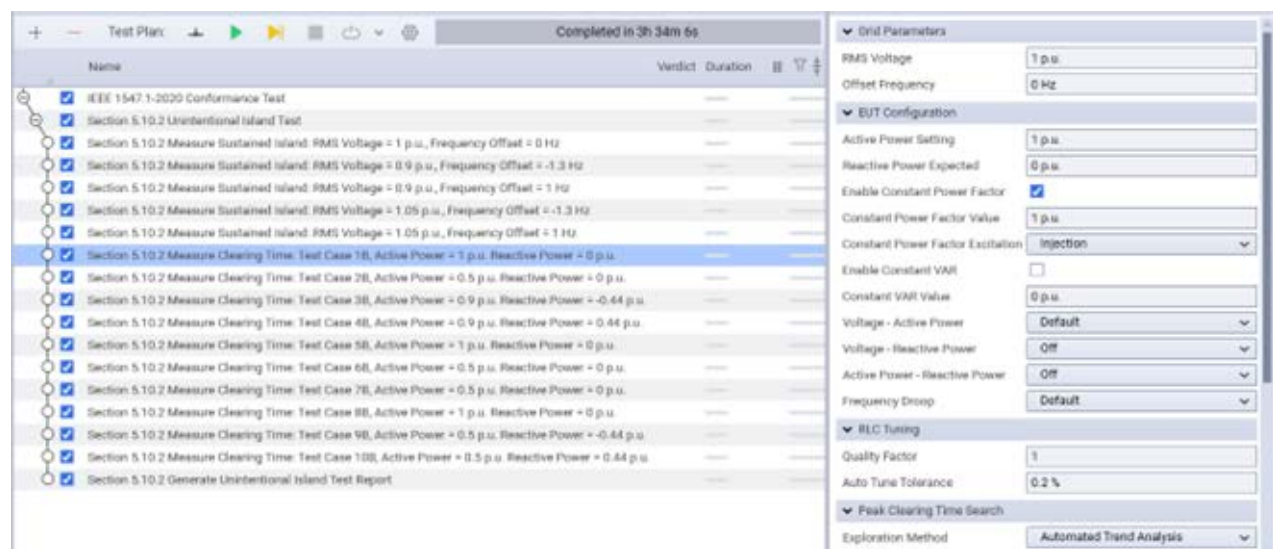 Test Plan:
Completed in 3h 34m 6s
Name Verdict Duration
IEEE 1547.1-2020 Conformance Test
Section 5.10.2 Unintentional Island Test
Section 5.10.2 Measure Sustained Island: RMS Voltage = 1 p.u., Frequency Offset = 0 Hz
Section 5.10.2 Measure Sustained Island: RMS Voltage = 0.9 p.u., Frequency Offset = -1.3 Hz
Section 5.10.2 Measure Sustained Island: RMS Voltage = 0.9 p.u., Frequency Offset = 1 Hz
Section 5.10.2 Measure Sustained Island: RMS Voltage = 1.05 p.u., Frequency Offset = -1.3 Hz
Section 5.10.2 Measure Sustained Island: RMS Voltage = 1.05 p.u., Frequency Offset = 1 Hz
Section 5.10.2 Measure Clearing Time: Test Case 1B, Active Power = 1 p.u. Reactive Power = 0 p.u.
Section 5.10.2 Measure Clearing Time: Test Case 2B, Active Power = 0.5 p.u. Reactive Power = 0 p.u.
Section 5.10.2 Measure Clearing Time: Test Case 3B, Active Power = 0.9 p.u. Reactive Power = -0.44 p.u.
Section 5.10.2 Measure Clearing Time: Test Case 4B, Active Power = 0.9 p.u. Reactive Power = 0.44 p.u.
Section 5.10.2 Measure Clearing Time: Test Case 5B, Active Power = 1 p.u. Reactive Power = 0 p.u.
Section 5.10.2 Measure Clearing Time: Test Case 6B, Active Power = 0.5 p.u. Reactive Power = 0 p.u.
Section 5.10.2 Measure Clearing Time: Test Case 7B, Active Power = 0.5 p.u. Reactive Power = 0 p.u.
Section 5.10.2 Measure Clearing Time: Test Case 8B, Active Power = 1 p.u. Reactive Power = 0 p.u.
Section 5.10.2 Measure Clearing Time: Test Case 9B, Active Power = 0.5 p.u. Reactive Power = -0.44 p.u.
Section 5.10.2 Measure Clearing Time: Test Case 10B, Active Power = 0.5 p.u. Reactive Power = 0.44 p.u.
Section 5.10.2 Generate Unintentional Island Test Report
Grid Parameters
RMS Voltage 1 p.u.
Offset Frequency 0 Hz
EUT Configuration
Active Power Setting 1 p.u.
Reactive Power Expected 0 p.u.
Enable Constant Power Factor
Constant Power Factor Value 1 p.u.
Constant Power Factor Excitation Injection
Enable Constant VAR
Constant VAR Value 0 p.u.
Voltage - Active Power Default
Voltage - Reactive Power Off
Active Power - Reactive Power Off
Frequency Droop Default
RLC Tuning
Quality Factor 1
Auto Tune Tolerance 0.2 %
Peak Clearing Time Search
Exploration Method Automated Trend Analysis